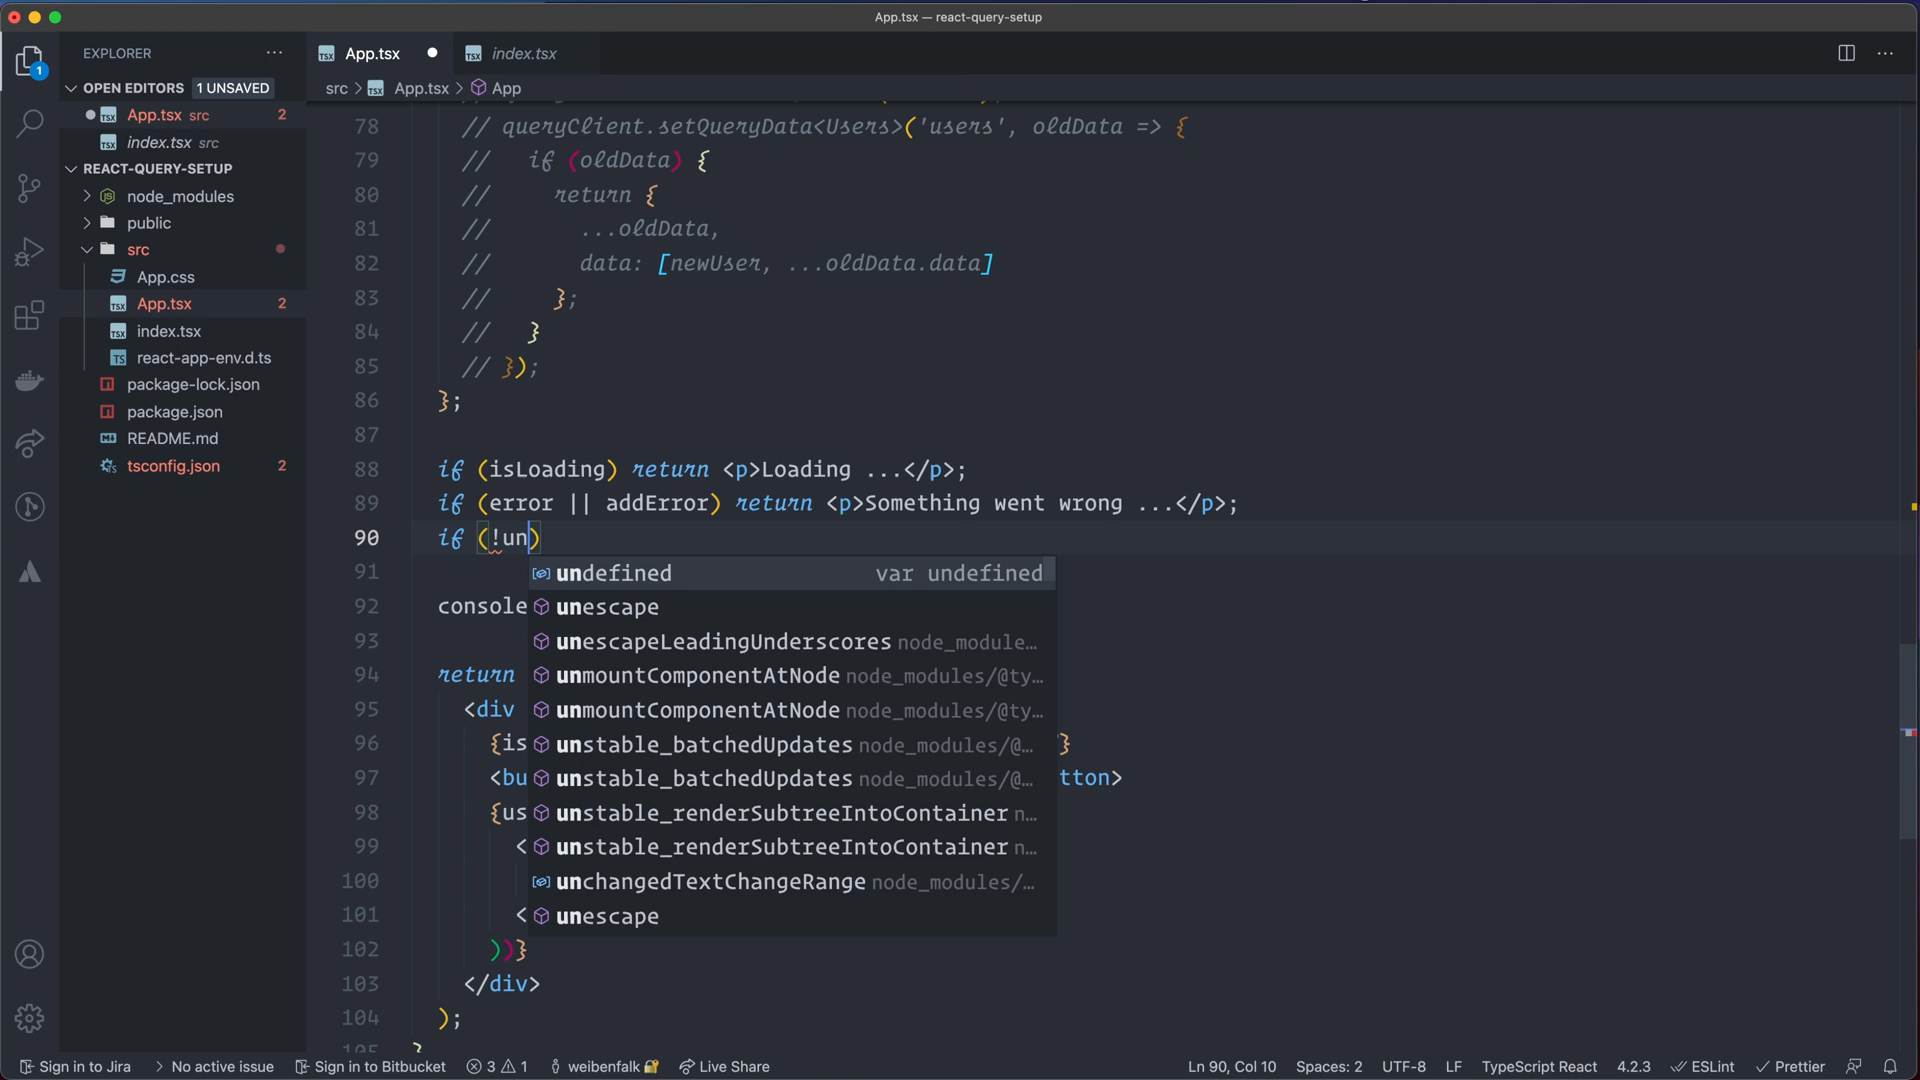 App.tsx — react-query-setup
EXPLORER
App.tsx
index.tsx
OPEN EDITORS 1 UNSAVED
src > App.tsx > App
App.tsx src 2
index.tsx src
REACT-QUERY-SETUP
node_modules
public
src
App.css
App.tsx 2
index.tsx
react-app-env.d.ts
package-lock.json
package.json
README.md
tsconfig.json 2
1
78 // queryClient.setQueryData<Users>('users', oldData => {
79 // if (oldData) {
80 // return {
81 // ...oldData,
82 // data: [newUser, ...oldData.data]
83 // };
84 // }
85 // });
86 };
87
88 if (isLoading) return <p>Loading ...</p>;
89 if (error || addError) return <p>Something went wrong ...</p>;
90 if (!un)
91
92 console
93
94 return
95 <div
96 {is }
97 <bu tton>
98 {us
99 <
100
101 <
102 ))}
103 </div>
104 );
105 }
undefined var undefined
unescape
unescapeLeadingUnderscores node_module…
unmountComponentAtNode node_modules/@ty…
unmountComponentAtNode node_modules/@ty…
unstable_batchedUpdates node_modules/@…
unstable_batchedUpdates node_modules/@…
unstable_renderSubtreeIntoContainer n…
unstable_renderSubtreeIntoContainer n…
unchangedTextChangeRange node_modules/…
unescape
Sign in to Jira > No active issue Sign in to Bitbucket 3 1 weibenfalk Live Share Ln 90, Col 10 Spaces: 2 UTF-8 LF TypeScript React 4.2.3 ESLint Prettier